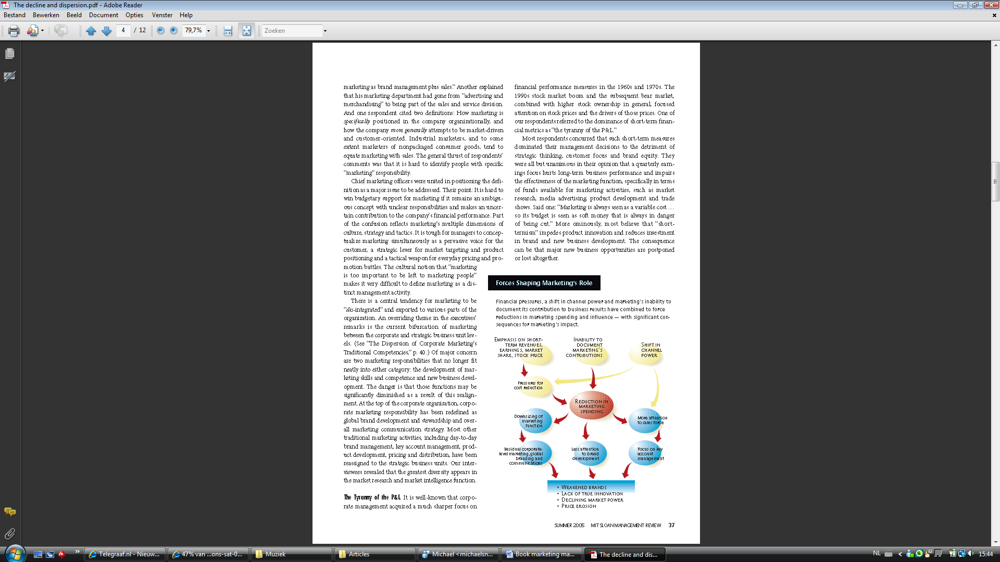 The decline and dispersion.pdf - Adobe Reader
Bestand Bewerken Beeld Document Opties Venster Help
4 / 12 79,7% Zoeken
marketing as brand management plus sales.” Another explained
that his marketing department had gone from “advertising and
merchandising” to being part of the sales and service division.
And one respondent cited two definitions: How marketing is
specifically positioned in the company organizationally, and
how the company more generally attempts to be market-driven
and customer-oriented. Industrial marketers, and to some
extent marketers of nonpackaged consumer goods, tend to
equate marketing with sales. The general thrust of respondents’
comments was that it is hard to identify people with specific
“marketing” responsibility.
Chief marketing officers were united in positioning the defi-
nition as a major issue to be addressed. Their point: It is hard to
win budgetary support for marketing if it remains an ambigu-
ous concept with unclear responsibilities and makes an uncer-
tain contribution to the company’s financial performance. Part
of the confusion reflects marketing’s multiple dimensions of
culture, strategy and tactics. It is tough for managers to concep-
tualize marketing simultaneously as a pervasive voice for the
customer, a strategic lever for market targeting and product
positioning and a tactical weapon for everyday pricing and pro-
motion battles. The cultural notion that “marketing
is too important to be left to marketing people”
makes it very difficult to define marketing as a dis-
tinct management activity.
There is a central tendency for marketing to be
“dis-integrated” and exported to various parts of the
organization. An overriding theme in the executives’
remarks is the current bifurcation of marketing
between the corporate and strategic business unit lev-
els. (See “The Dispersion of Corporate Marketing’s
Traditional Competencies,” p. 40.) Of major concern
are two marketing responsibilities that no longer fit
neatly into either category: the development of mar-
keting skills and competence and new business devel-
opment. The danger is that those functions may be
significantly diminished as a result of this realign-
ment. At the top of the corporate organization, corpo-
rate marketing responsibility has been redefined as
global brand development and stewardship and over-
all marketing communication strategy. Most other
traditional marketing activities, including day-to-day
brand management, key account management, prod-
uct development, pricing and distribution, have been
reassigned to the strategic business units. Our inter-
viewees revealed that the greatest diversity appears in
the market research and market intelligence function.
The Tyranny of the P&L It is well-known that corpo-
rate management acquired a much sharper focus on
financial performance measures in the 1960s and 1970s. The
1990s stock market boom and the subsequent bear market,
combined with higher stock ownership in general, focused
attention on stock prices and the drivers of those prices. One of
our respondents referred to the dominance of short-term finan-
cial metrics as “the tyranny of the P&L.”
Most respondents concurred that such short-term measures
dominated their management decisions to the detriment of
strategic thinking, customer focus and brand equity. They
were all but unanimous in their opinion that a quarterly earn-
ings focus hurts long-term business performance and impairs
the effectiveness of the marketing function, specifically in terms
of funds available for marketing activities, such as market
research, media advertising, product development and trade
shows. Said one: “Marketing is always seen as a variable cost …
so its budget is seen as soft money that is always in danger
of being cut.” More ominously, most believe that “short-
termism” impedes product innovation and reduces investment
in brand and new business development. The consequence
can be that major new business opportunities are postponed
or lost altogether.
Forces Shaping Marketing’s Role
Financial pressures, a shift in channel power and marketing’s inability to
document its contribution to business results have combined to force
reductions in marketing spending and influence — with significant con-
sequences for marketing’s impact.
EMPHASIS ON SHORT-
TERM REVENUES,
EARNINGS, MARKET
SHARE, STOCK PRICE
INABILITY TO
DOCUMENT
MARKETING’S
CONTRIBUTIONS
SHIFT IN
CHANNEL
POWER
Pressures for
cost reduction
REDUCTION IN
MARKETING
SPENDING
Downsizing of
marketing
function
More attention
to sales force
Residual corporate-
level marketing, global
branding and
communications
Less attention
to brand
development
Focus on key
account
management
• WEAKENED BRANDS
• LACK OF TRUE INNOVATION
• DECLINING MARKET POWER
• PRICE EROSION
SUMMER 2005 MIT SLOAN MANAGEMENT REVIEW 37
Telegraaf.nl - Nieuw... 47% van ...ons-sat-0... Muziek Articles Michael <michaelsn... Book marketing ma... The decline and dis... NL 15:44